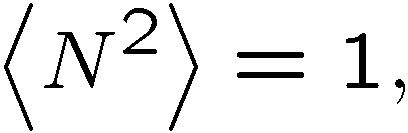 ⟨N²⟩ = 1,